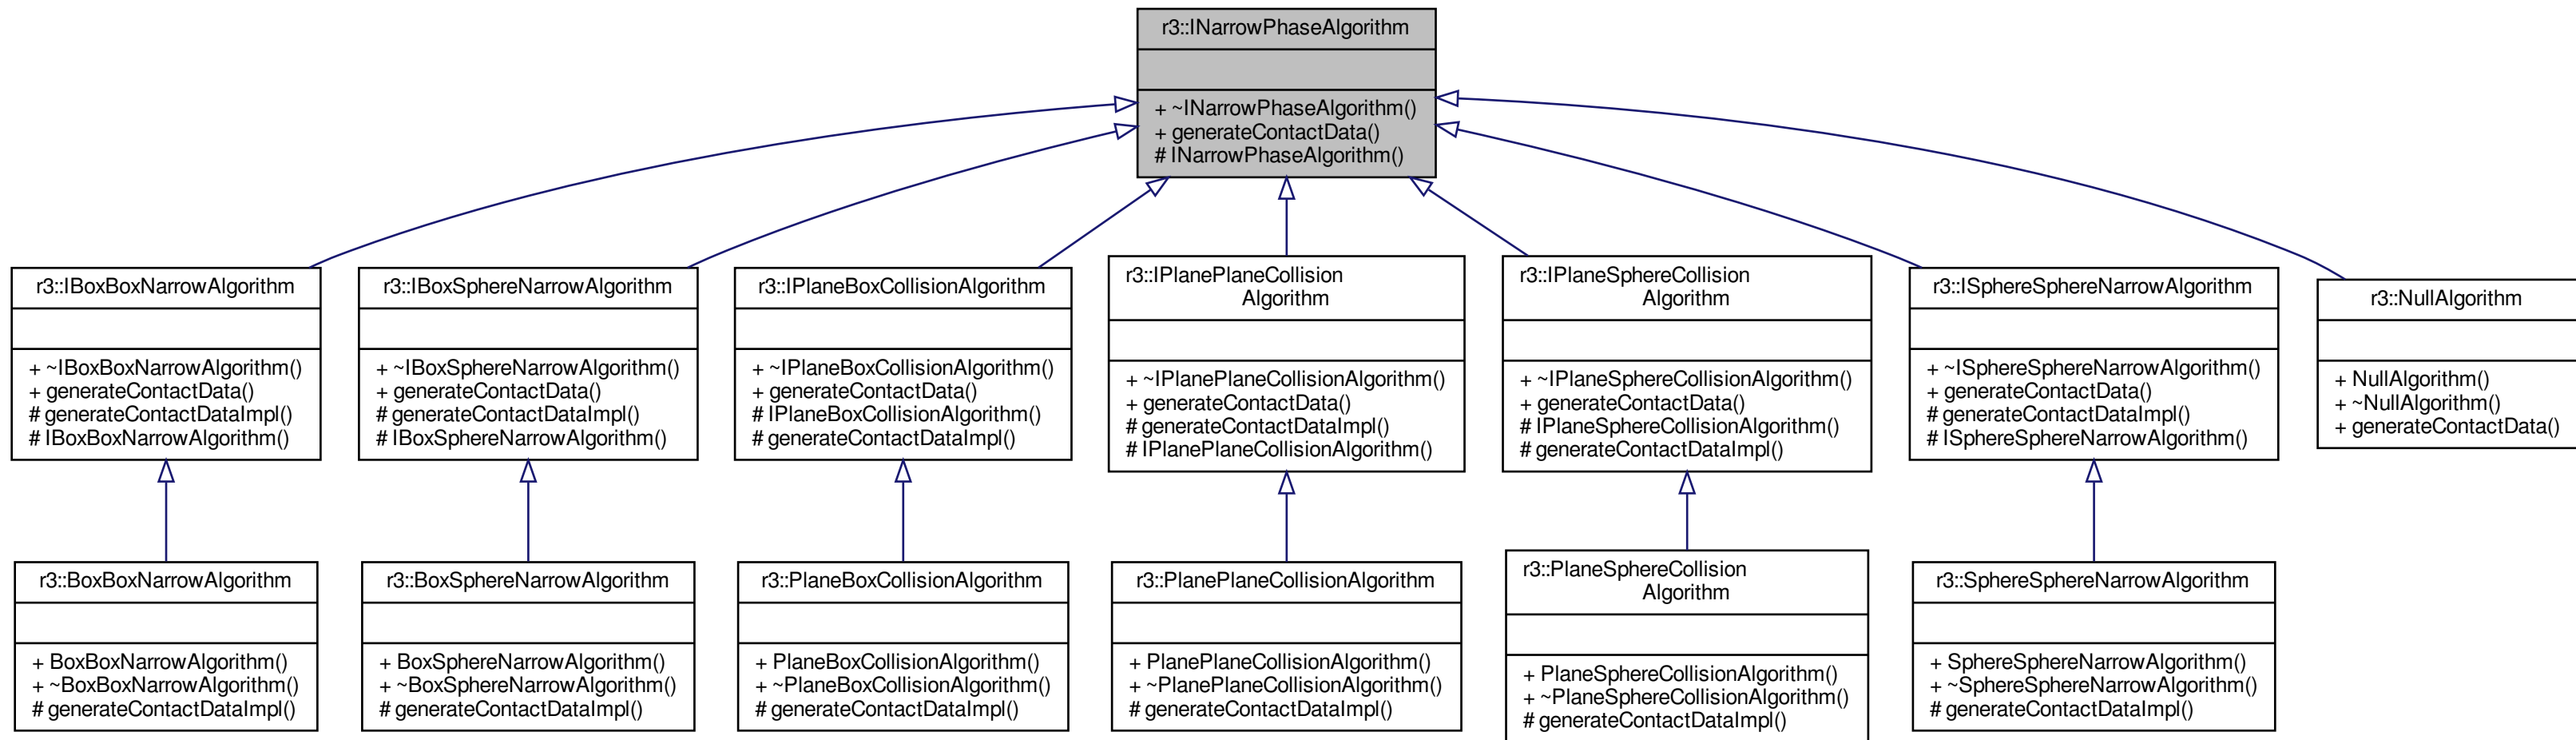 r3::INarrowPhaseAlgorithm
+ ~INarrowPhaseAlgorithm()
+ generateContactData()
# INarrowPhaseAlgorithm()
r3::IBoxBoxNarrowAlgorithm
+ ~IBoxBoxNarrowAlgorithm()
+ generateContactData()
# generateContactDataImpl()
# IBoxBoxNarrowAlgorithm()
r3::IBoxSphereNarrowAlgorithm
+ ~IBoxSphereNarrowAlgorithm()
+ generateContactData()
# generateContactDataImpl()
# IBoxSphereNarrowAlgorithm()
r3::IPlaneBoxCollisionAlgorithm
+ ~IPlaneBoxCollisionAlgorithm()
+ generateContactData()
# IPlaneBoxCollisionAlgorithm()
# generateContactDataImpl()
r3::IPlanePlaneCollision
Algorithm
+ ~IPlanePlaneCollisionAlgorithm()
+ generateContactData()
# generateContactDataImpl()
# IPlanePlaneCollisionAlgorithm()
r3::IPlaneSphereCollision
Algorithm
+ ~IPlaneSphereCollisionAlgorithm()
+ generateContactData()
# IPlaneSphereCollisionAlgorithm()
# generateContactDataImpl()
r3::ISphereSphereNarrowAlgorithm
+ ~ISphereSphereNarrowAlgorithm()
+ generateContactData()
# generateContactDataImpl()
# ISphereSphereNarrowAlgorithm()
r3::NullAlgorithm
+ NullAlgorithm()
+ ~NullAlgorithm()
+ generateContactData()
r3::BoxBoxNarrowAlgorithm
+ BoxBoxNarrowAlgorithm()
+ ~BoxBoxNarrowAlgorithm()
# generateContactDataImpl()
r3::BoxSphereNarrowAlgorithm
+ BoxSphereNarrowAlgorithm()
+ ~BoxSphereNarrowAlgorithm()
# generateContactDataImpl()
r3::PlaneBoxCollisionAlgorithm
+ PlaneBoxCollisionAlgorithm()
+ ~PlaneBoxCollisionAlgorithm()
# generateContactDataImpl()
r3::PlanePlaneCollisionAlgorithm
+ PlanePlaneCollisionAlgorithm()
+ ~PlanePlaneCollisionAlgorithm()
# generateContactDataImpl()
r3::PlaneSphereCollision
Algorithm
+ PlaneSphereCollisionAlgorithm()
+ ~PlaneSphereCollisionAlgorithm()
# generateContactDataImpl()
r3::SphereSphereNarrowAlgorithm
+ SphereSphereNarrowAlgorithm()
+ ~SphereSphereNarrowAlgorithm()
# generateContactDataImpl()